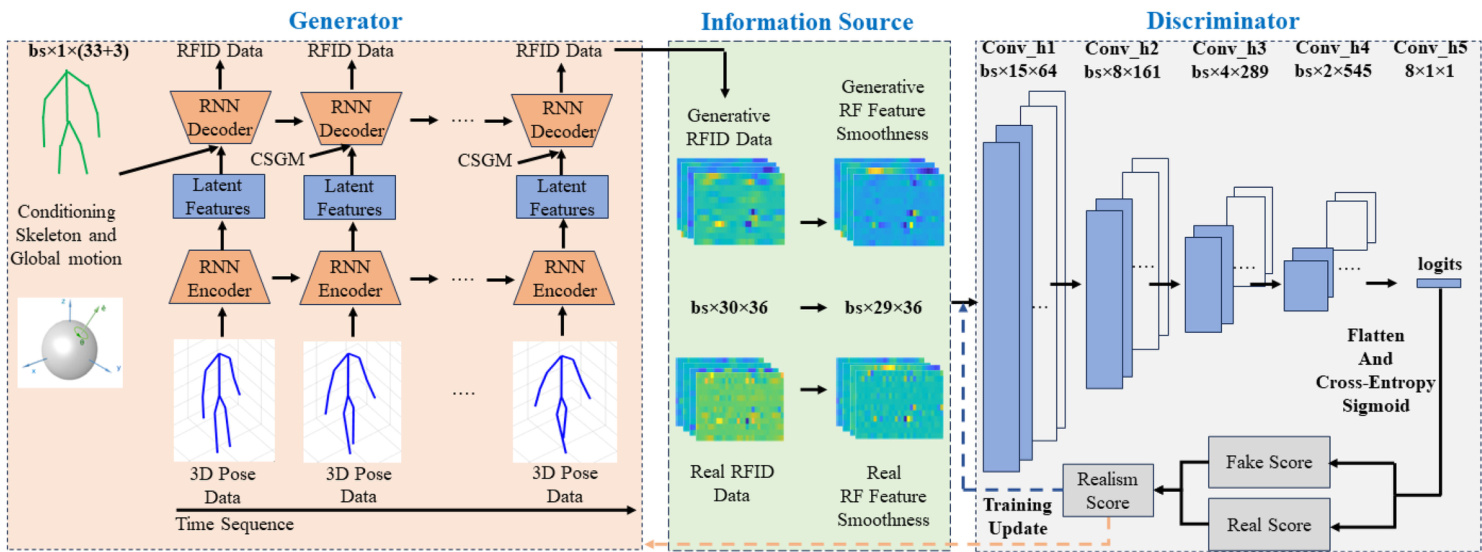 Generator
bs×1×(33+3)
RFID Data
RFID Data
RFID Data
RNN
Decoder
RNN
Decoder
....
RNN
Decoder
CSGM
CSGM
Latent
Features
Latent
Features
Latent
Features
Conditioning
Skeleton and
Global motion
RNN
Encoder
RNN
Encoder
....
RNN
Encoder
z
x
y
....
3D Pose
Data
3D Pose
Data
3D Pose
Data
Time Sequence
Information Source
Generative
RFID Data
Generative
RF Feature
Smoothness
bs×30×36
bs×29×36
Real RFID
Data
Real
RF Feature
Smoothness
Discriminator
Conv_h1
bs×15×64
Conv_h2
bs×8×161
Conv_h3
bs×4×289
Conv_h4
bs×2×545
Conv_h5
8×1×1
...
....
....
....
logits
Flatten
And
Cross-Entropy
Sigmoid
Fake Score
Real Score
Realism
Score
Training
Update